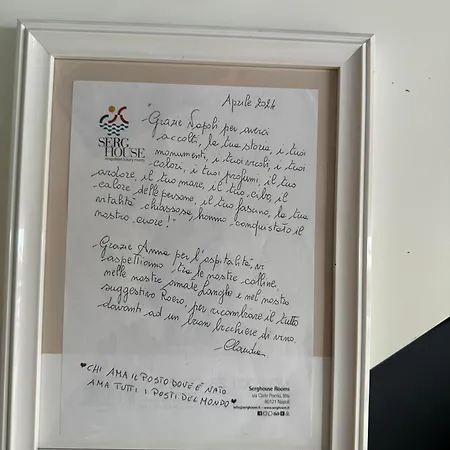 Aprile 2024
SERG
HOUSE
"Grazie Napoli per averci
accolti, la tua storia, i tuoi
monumenti, i tuoi vicoli, i tuoi
colori, i tuoi profumi, il tuo
ardore, il tuo mare, il tuo cibo, il
calore delle persone, il tuo fascino, la tua
vitalità chiassosa, hanno conquistato il
nostro cuore!"
Grazie Anna per l'ospitalità, vi
aspettiamo tra le nostre colline,
nelle nostre amate Langhe e nel nostro
suggestivo Roero, per ricambiare il tutto
davanti ad un buon bicchiere di vino.
Claudia
♥CHI AMA IL POSTO DOVE È NATO
AMA TUTTI I POSTI DEL MONDO♥
Serghouse Rooms
80121 Napoli